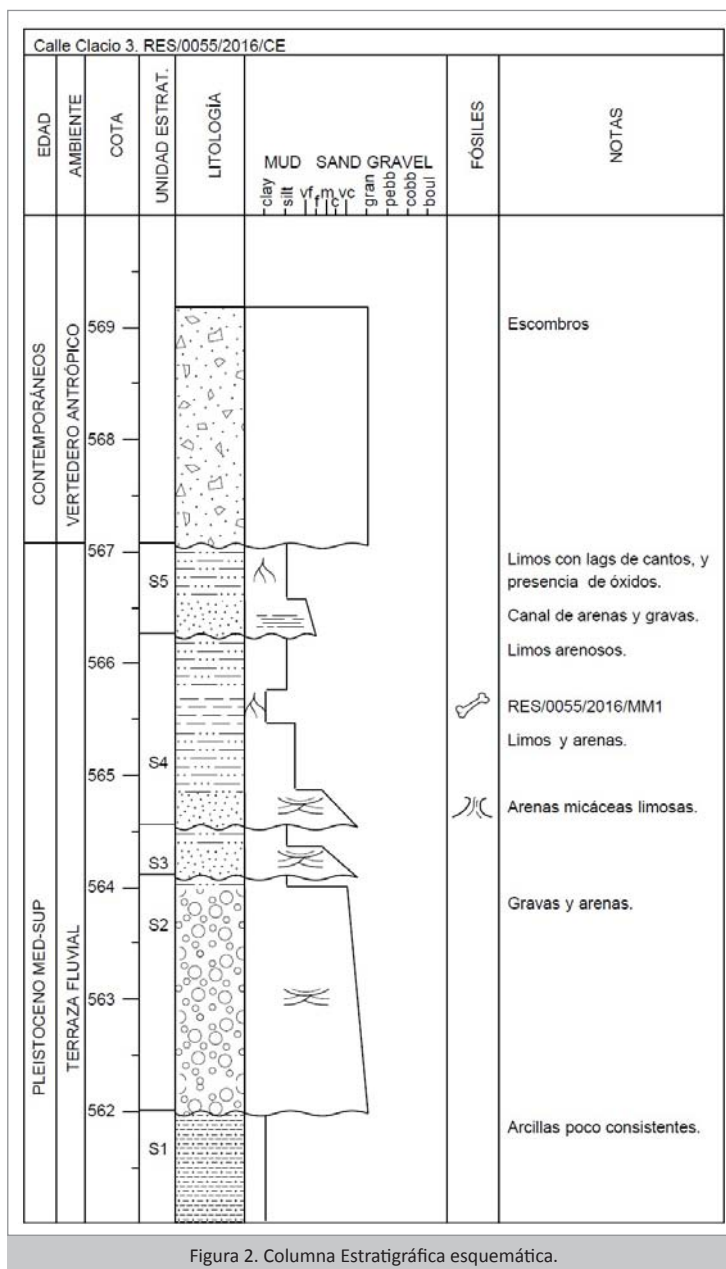 Calle Clacio 3. RES/0055/2016/CE
EDAD
AMBIENTE
COTA
UNIDAD ESTRAT.
LITOLOGÍA
MUD SAND GRAVEL
clay
silt
vf
f
m
c
vc
gran
pebb
cobb
boul
FÓSILES
NOTAS
CONTEMPORÁNEOS
VERTEDERO ANTRÓPICO
569
Escombros
568
567
S5
Limos con lags de cantos, y
presencia de óxidos.
Canal de arenas y gravas.
566
Limos arenosos.
RES/0055/2016/MM1
Limos y arenas.
565
S4
Arenas micáceas limosas.
S3
564
PLEISTOCENO MED-SUP
TERRAZA FLUVIAL
S2
Gravas y arenas.
563
562
Arcillas poco consistentes.
S1
Figura 2. Columna Estratigráfica esquemática.